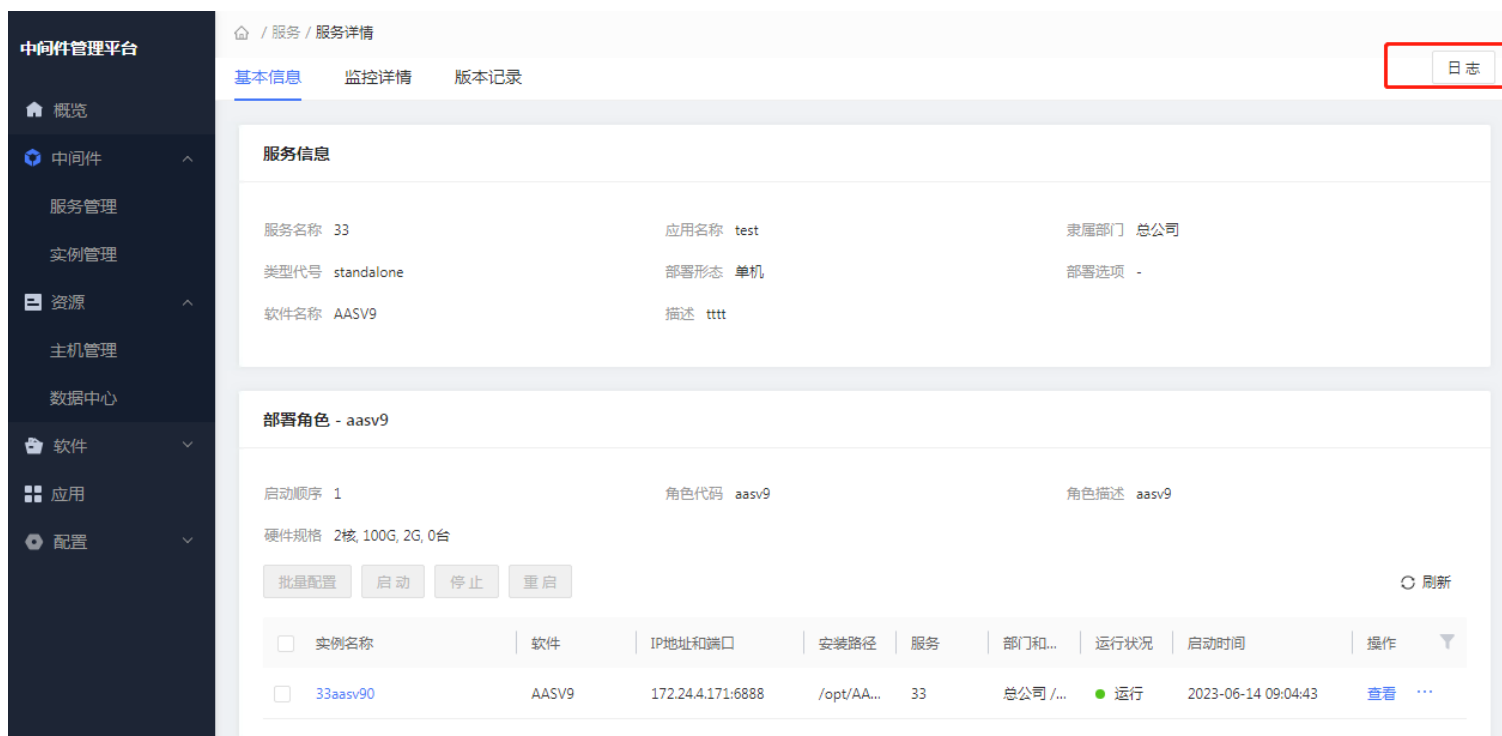 中间件管理平台
概览
中间件
服务管理
实例管理
资源
主机管理
数据中心
软件
应用
配置
/ 服务 / 服务详情
基本信息 监控详情 版本记录
日志
服务信息
服务名称 33 应用名称 test 隶属部门 总公司
类型代号 standalone 部署形态 单机 部署选项 -
软件名称 AASV9 描述 tttt
部署角色 - aasv9
启动顺序 1 角色代码 aasv9 角色描述 aasv9
硬件规格 2核, 100G, 2G, 0台
批量配置 启动 停止 重启 刷新
实例名称 软件 IP地址和端口 安装路径 服务 部门和... 运行状况 启动时间 操作
33aasv90 AASV9 172.24.4.171:6888 /opt/AA... 33 总公司 /... 运行 2023-06-14 09:04:43 查看 ...